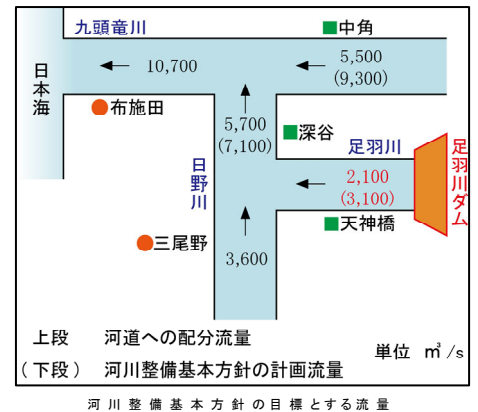 九頭竜川
■中角
日本海
← 10,700
← 5,500
(9,300)
●布施田
5,700
(7,100)
■深谷
足羽川
足羽川ダム
日野川
← 2,100
(3,100)
■天神橋
●三尾野
3,600
上段 河道への配分流量
(下段) 河川整備基本方針の計画流量
単位 ㎥/s
河川整備基本方針の目標とする流量